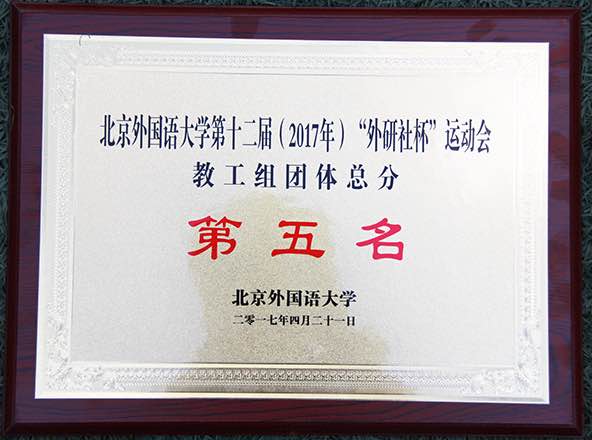 北京外国语大学第十二届（2017年）“外研社杯”运动会
教工组团体总分
第五名
北京外国语大学
二零一七年四月二十一日